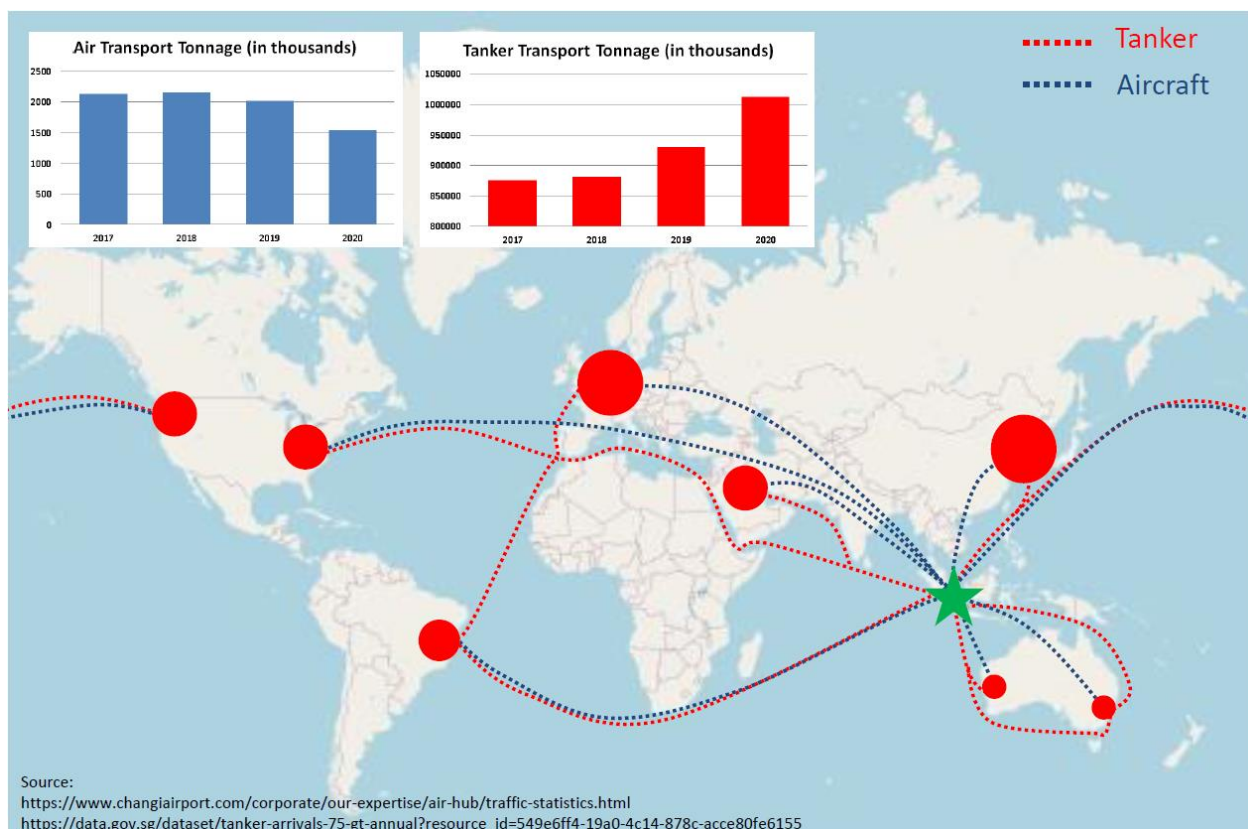 Air Transport Tonnage (in thousands)
2500
2000
1500
1000
500
0
2017 2018 2019 2020
Tanker Transport Tonnage (in thousands)
1050000
1000000
950000
900000
850000
800000
2017 2018 2019 2020
Tanker
Aircraft
Source:
https://www.changiairport.com/corporate/our-expertise/air-hub/traffic-statistics.html
https://data.gov.sg/dataset/tanker-arrivals-75-gt-annual?resource_id=549e6ff4-19a0-4c14-878c-acce80fe6155